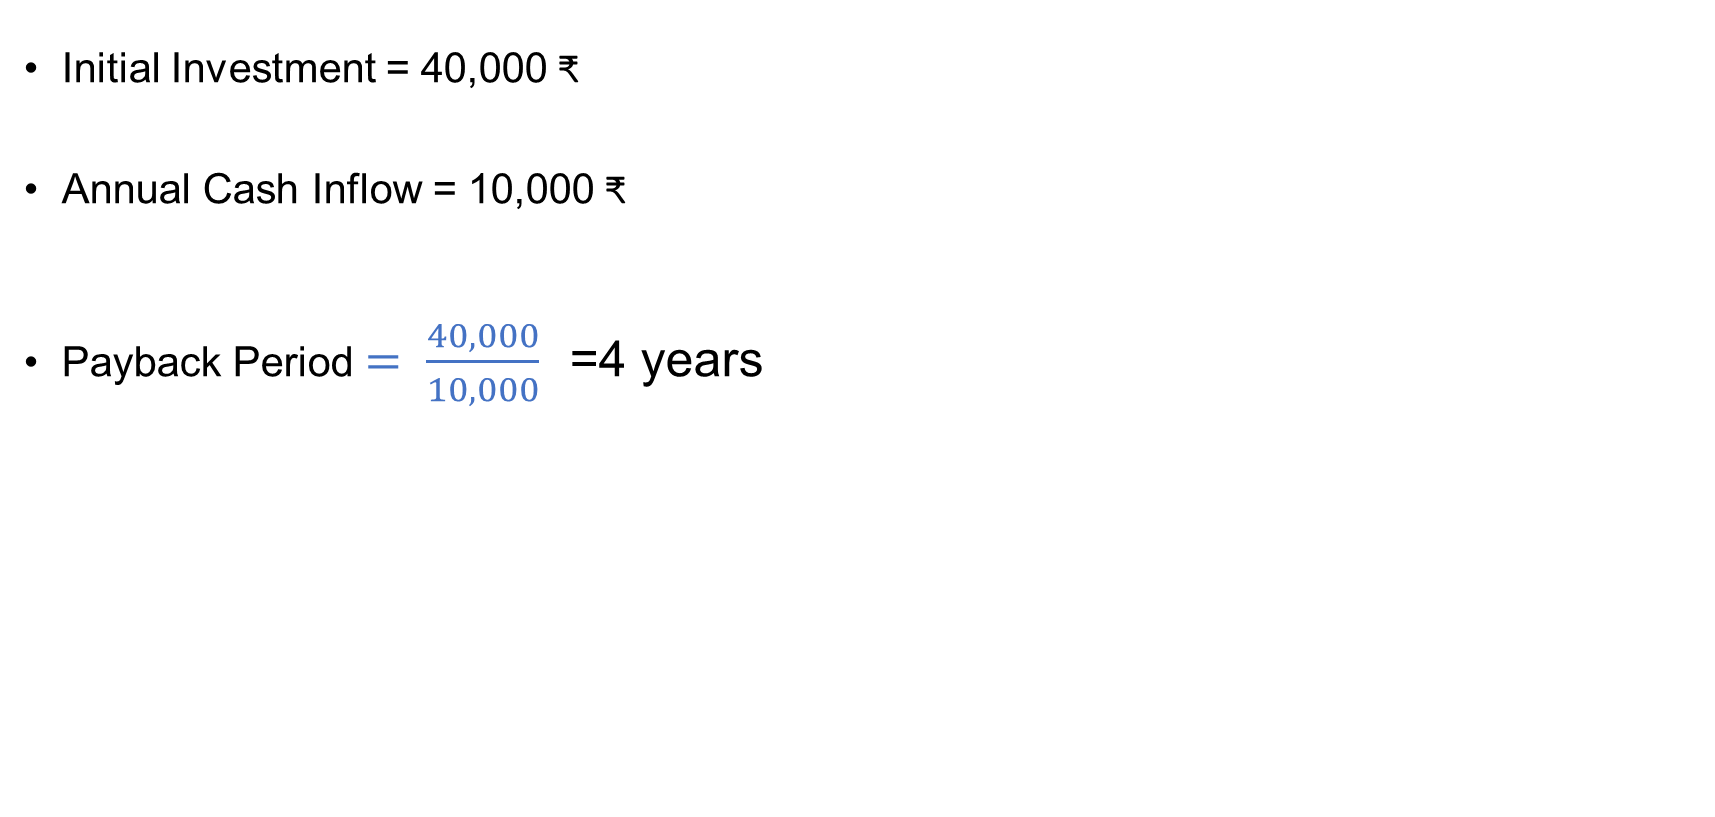 • Initial Investment = 40,000 ₹
• Annual Cash Inflow = 10,000 ₹
• Payback Period = 40,000/10,000 =4 years